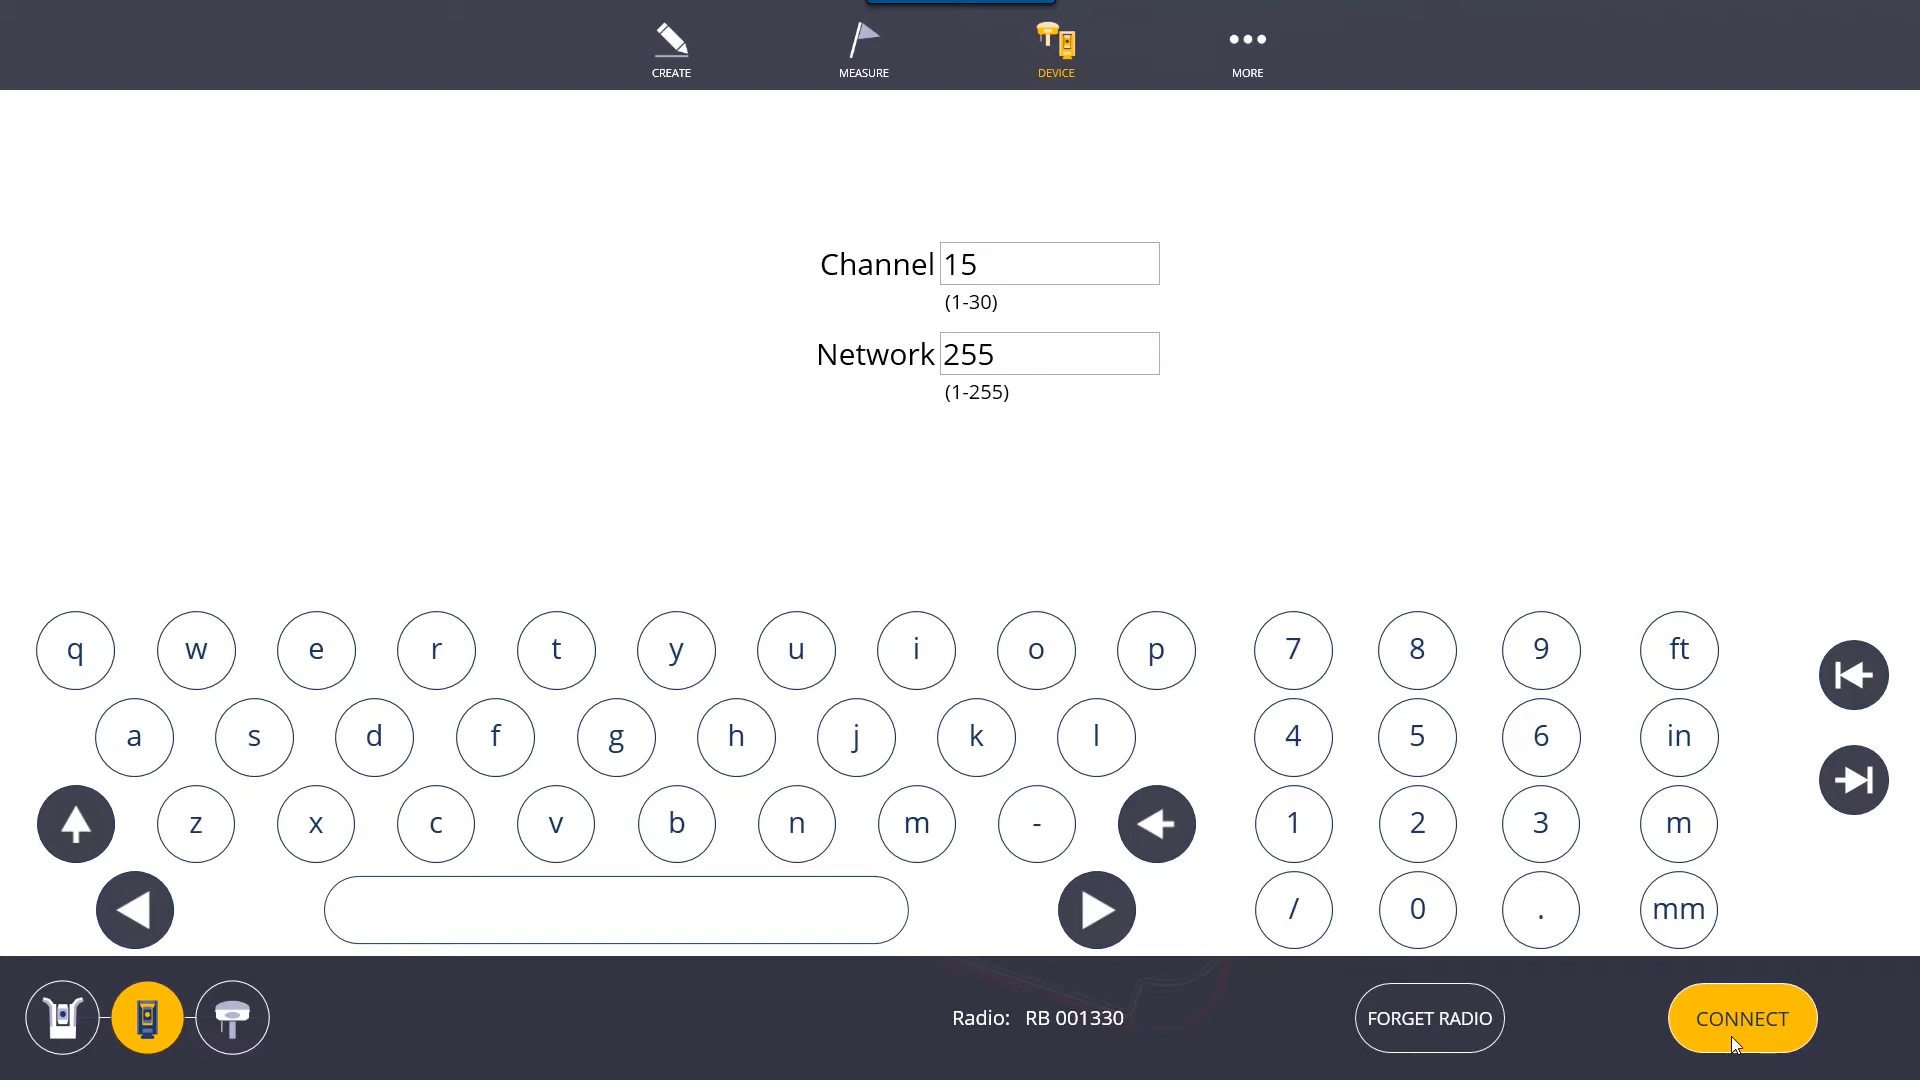 CREATE MEASURE DEVICE MORE
Channel 15
(1-30)
Network 255
(1-255)
q w e r t y u i o p 7 8 9 ft
a s d f g h j k l 4 5 6 in
z x c v b n m - 1 2 3 m
/ 0 . mm
Radio: RB 001330 FORGET RADIO CONNECT